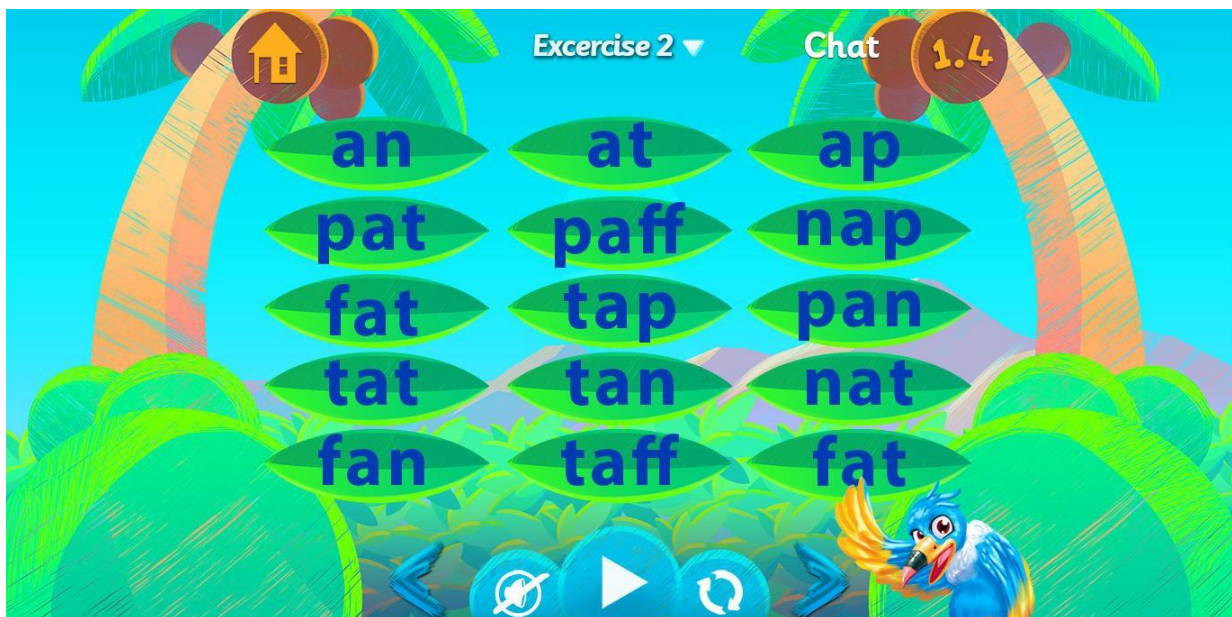 Excercise 2 Chat 1.4
an at ap
pat paff nap
fat tap pan
tat tan nat
fan taff fat